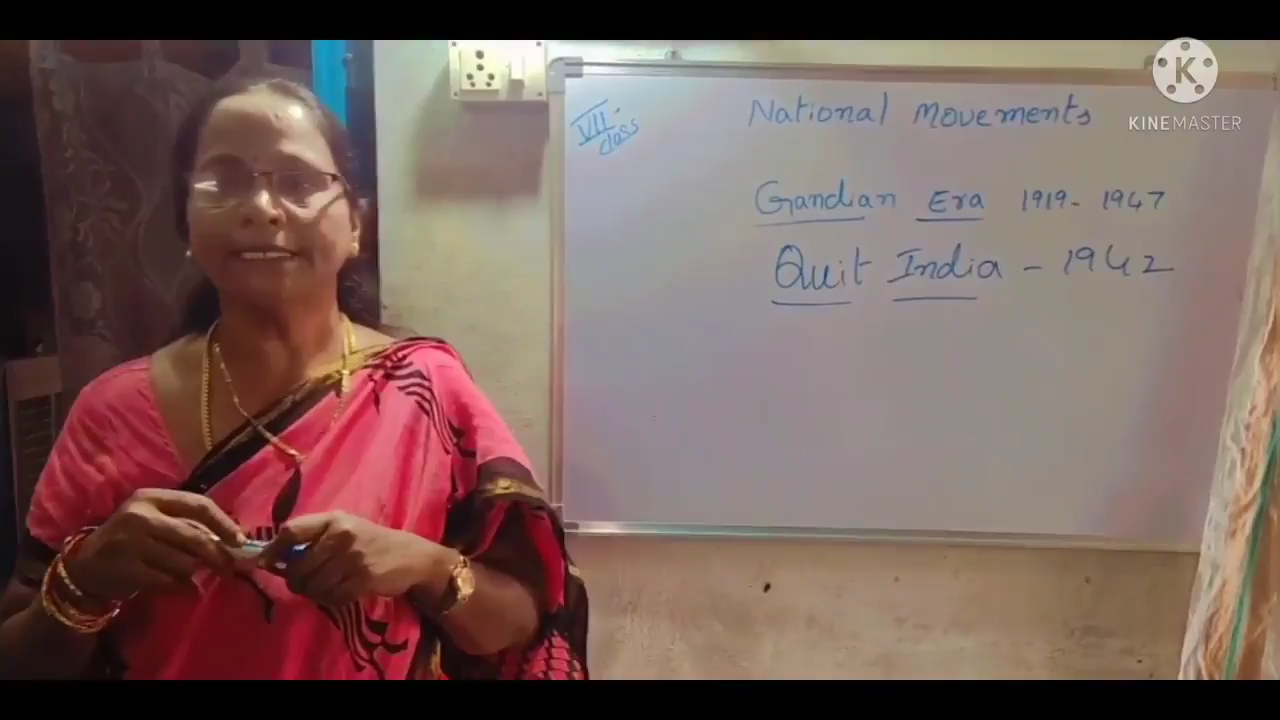 VII
class
National Movements
Gandian Era 1919- 1947
Quit India - 1942
K
KINEMASTER